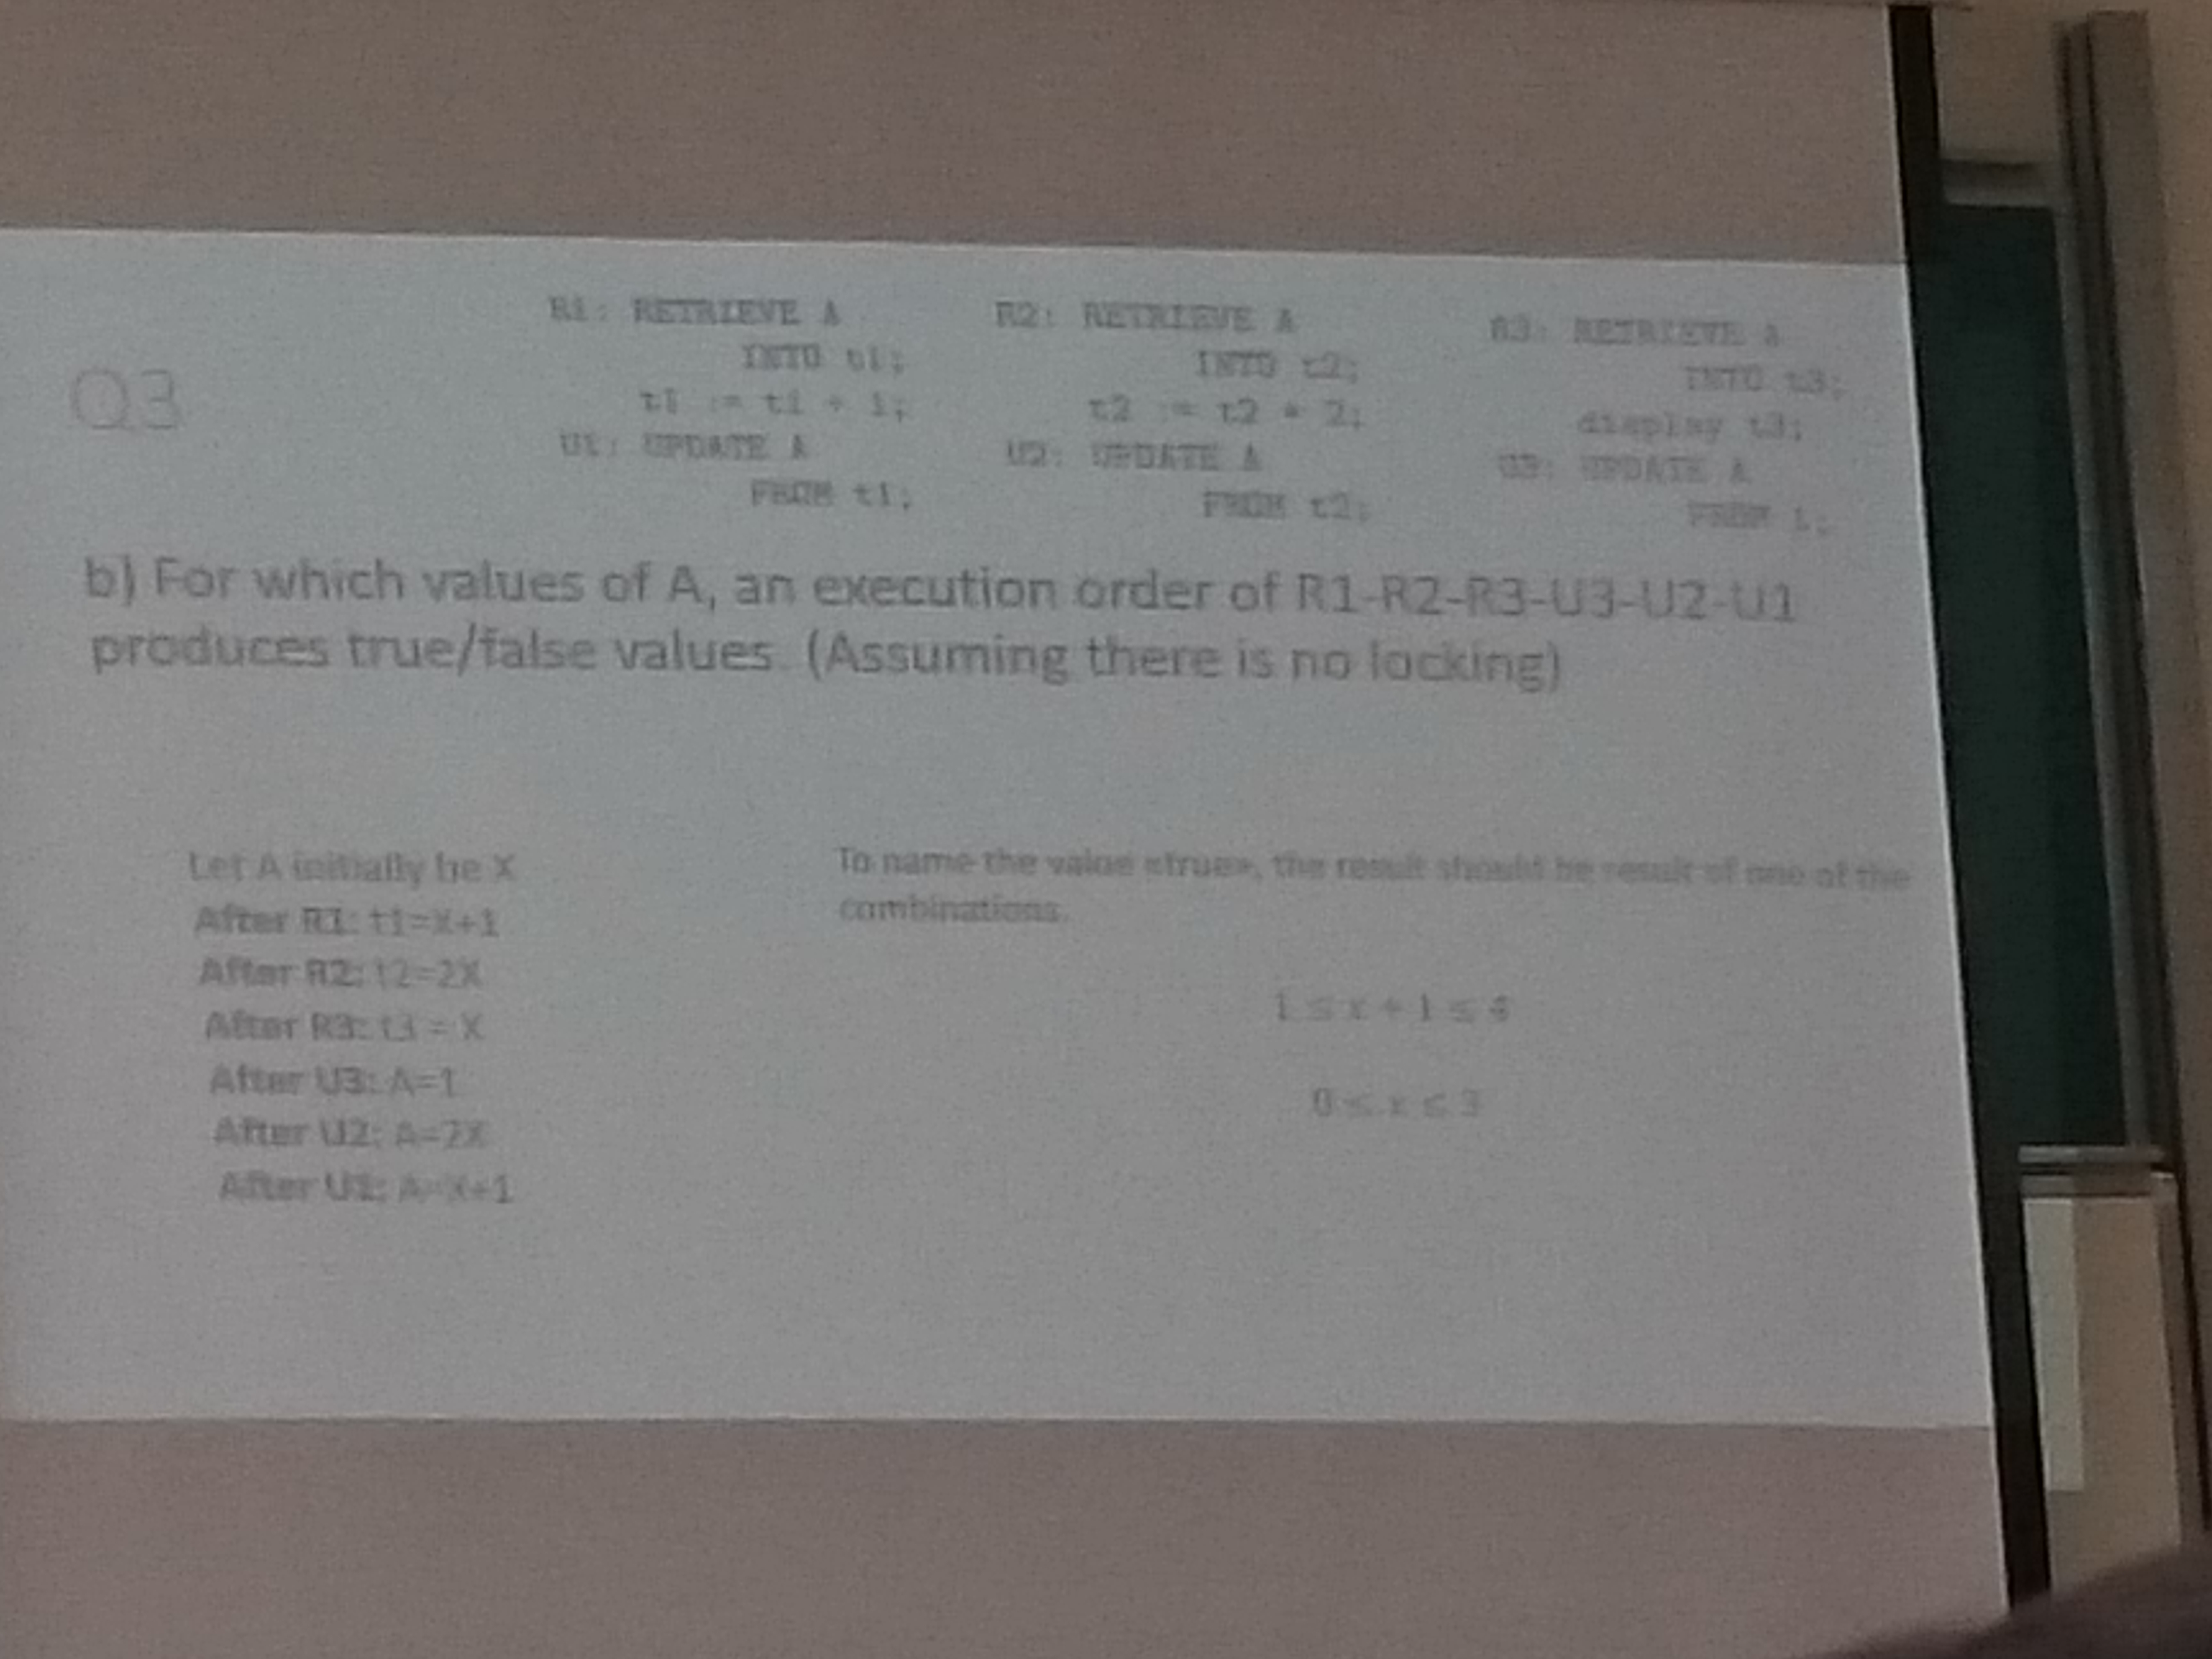 Q3
R1: RETRIEVE A
INTO t1;
t1 := t1 + 1;
U1: UPDATE A
FROM t1;
R2: RETRIEVE A
INTO t2;
t2 := t2 * 2;
U2: UPDATE A
FROM t2;
R3: RETRIEVE A
INTO t3;
display t3;
U3: UPDATE A
FROM 1;
b) For which values of A, an execution order of R1-R2-R3-U3-U2-U1
produces true/false values. (Assuming there is no locking)
Let A initially be X
After R1: t1=X+1
After R2: t2=2X
After R3: t3 = X
After U3: A=1
After U2: A=2X
After U1: A=X+1
To name the value «true», the result should be result of one of the
combinations.
1 ≤ x + 1 ≤ 4
0 ≤ x ≤ 3